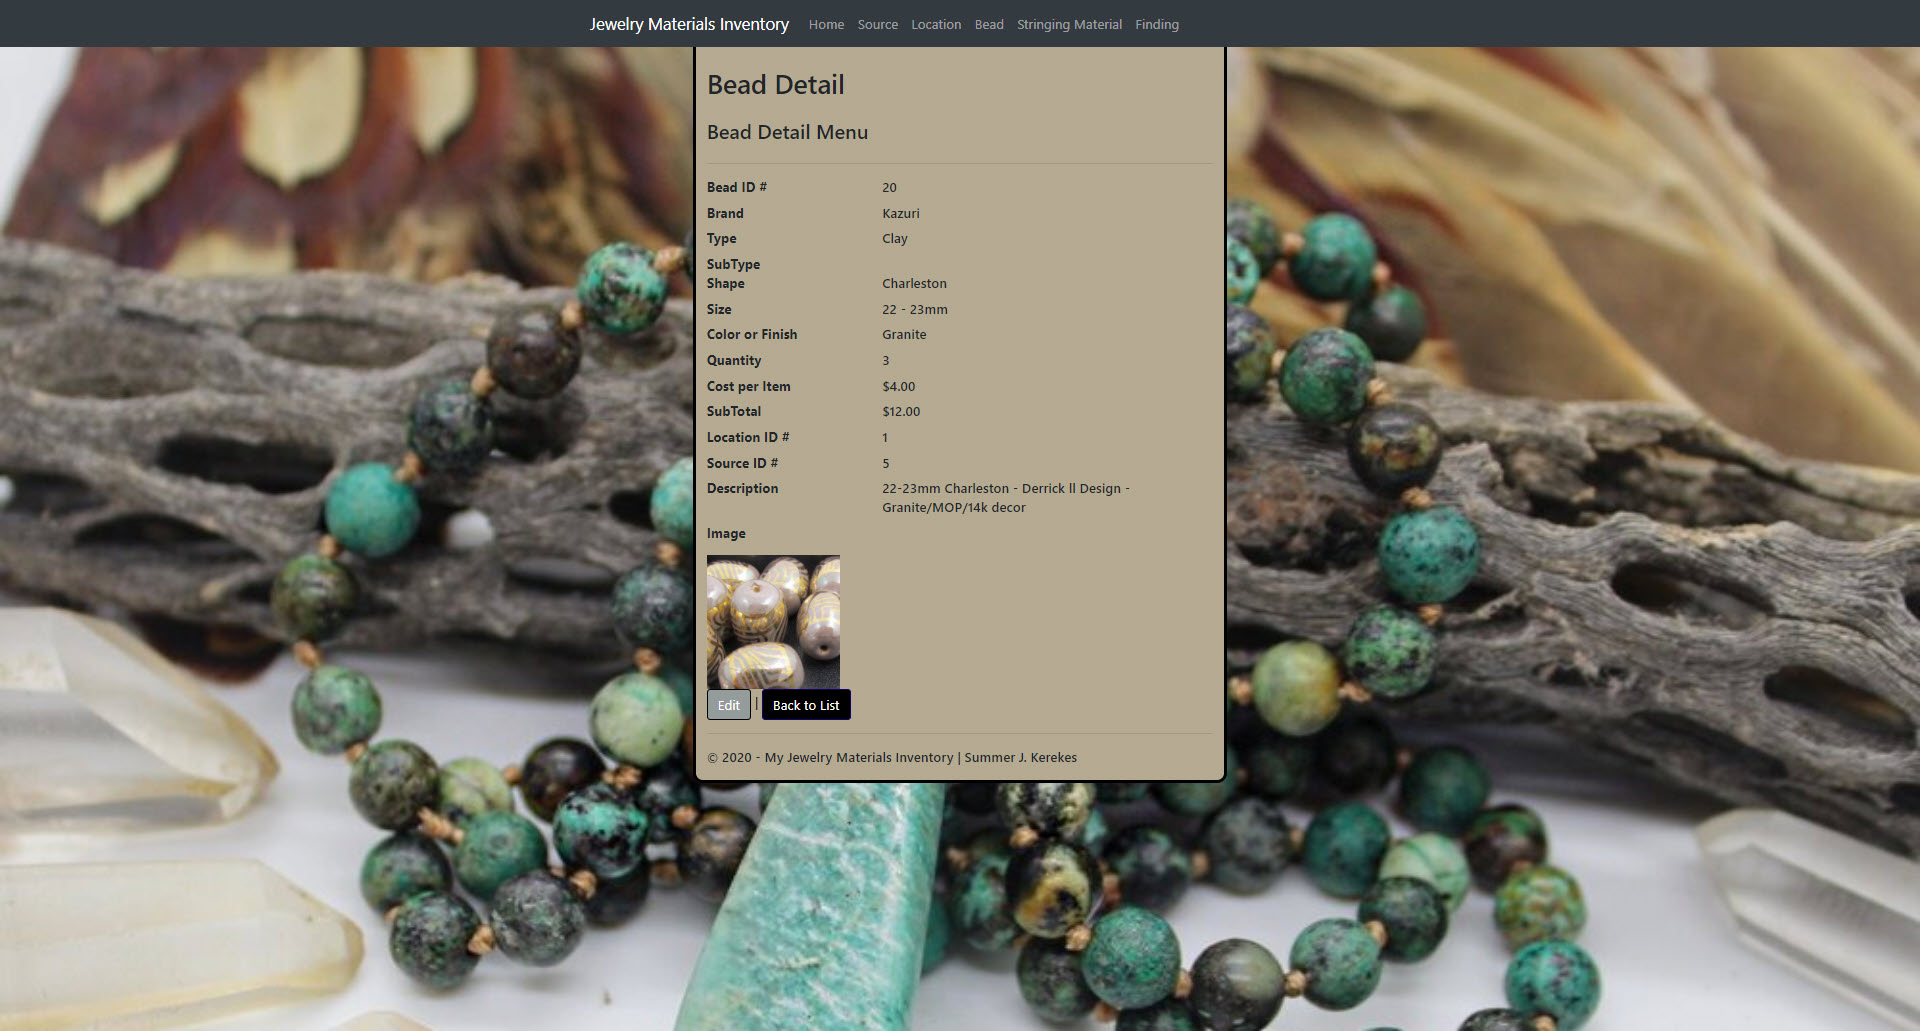 Jewelry Materials Inventory Home Source Location Bead Stringing Material Finding
Bead Detail
Bead Detail Menu
Bead ID # 20
Brand Kazuri
Type Clay
SubType
Shape Charleston
Size 22 - 23mm
Color or Finish Granite
Quantity 3
Cost per Item $4.00
SubTotal $12.00
Location ID # 1
Source ID # 5
Description 22-23mm Charleston - Derrick ll Design -
Granite/MOP/14k decor
Image
Edit | Back to List
© 2020 - My Jewelry Materials Inventory | Summer J. Kerekes